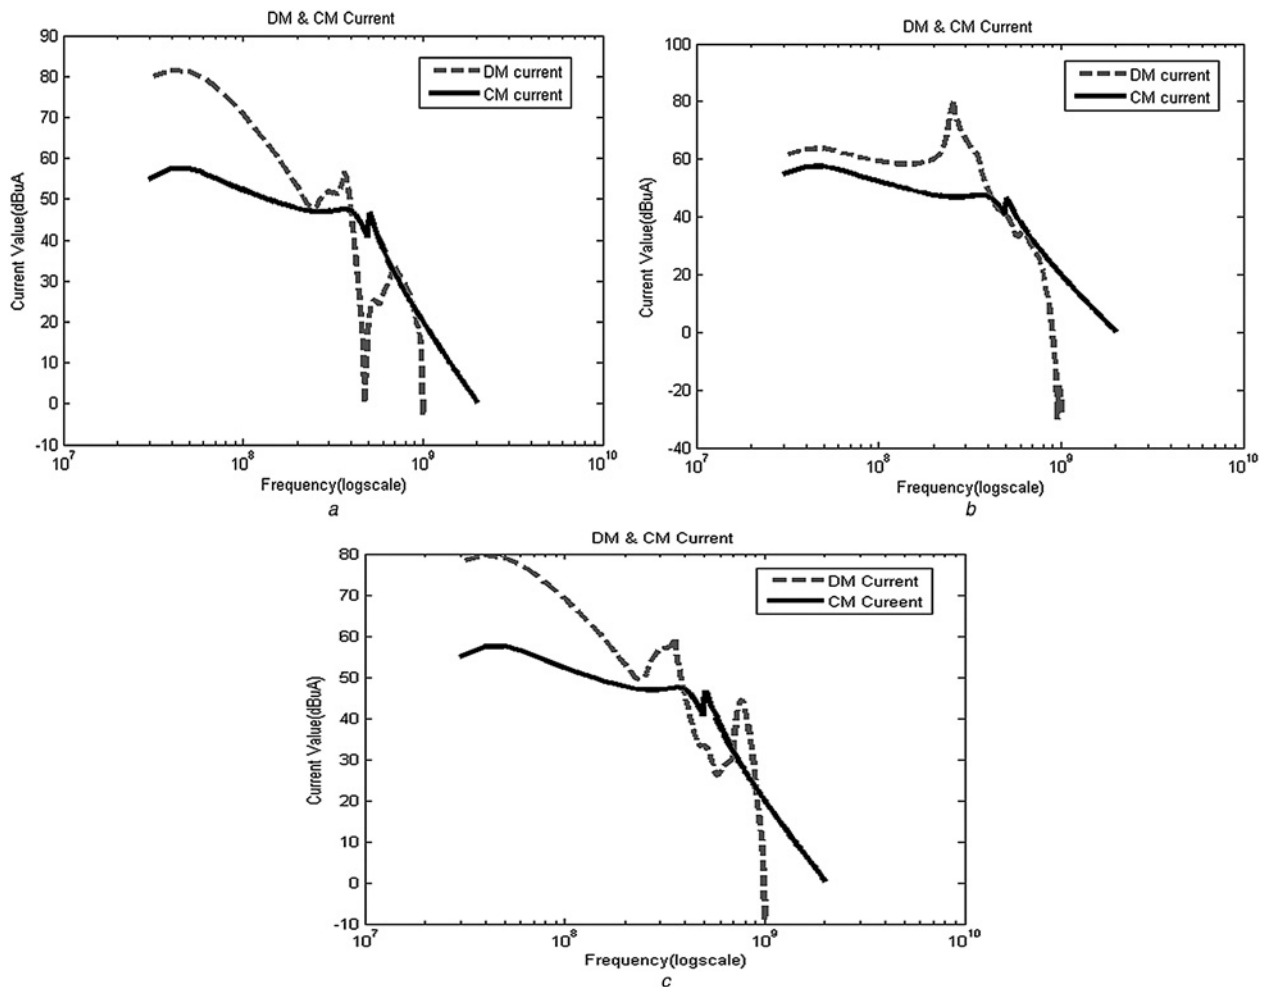 DM & CM Current
90
80
70
60
50
40
30
20
10
0
-10
Current Value(dBuA
DM current
CM current
10^7
10^8
10^9
10^10
Frequency(logscale)
a
DM & CM Current
100
80
60
40
20
0
-20
-40
Current Value(dBuA)
DM current
CM current
10^7
10^8
10^9
10^10
Frequency(logscale)
b
DM & CM Current
80
70
60
50
40
30
20
10
0
-10
Current Value(dBuA)
DM Current
CM Cureent
10^7
10^8
10^9
10^10
Frequency(logscale)
c